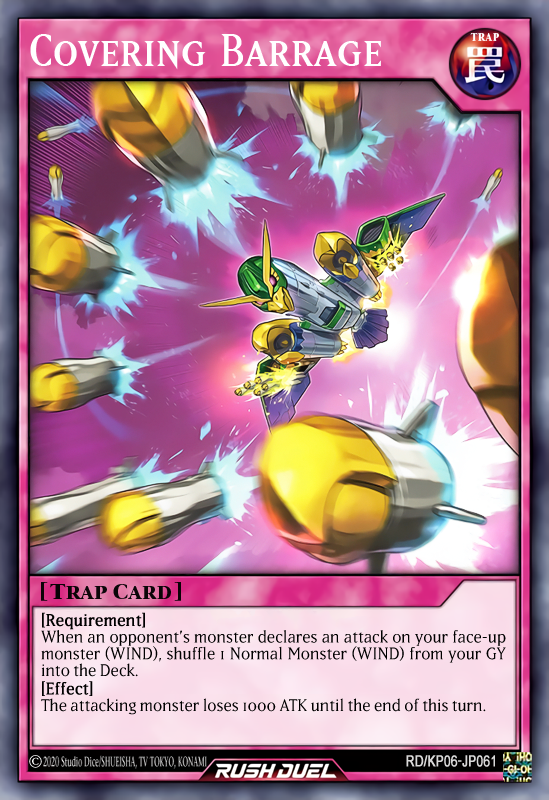 Covering Barrage
TRAP
罠
[Trap Card]
[Requirement]
When an opponent's monster declares an attack on your face-up
monster (WIND), shuffle 1 Normal Monster (WIND) from your GY
into the Deck.
[Effect]
The attacking monster loses 1000 ATK until the end of this turn.
©2020 Studio Dice/SHUEISHA, TV TOKYO, KONAMI
RUSH DUEL
RD/KP06-JP061